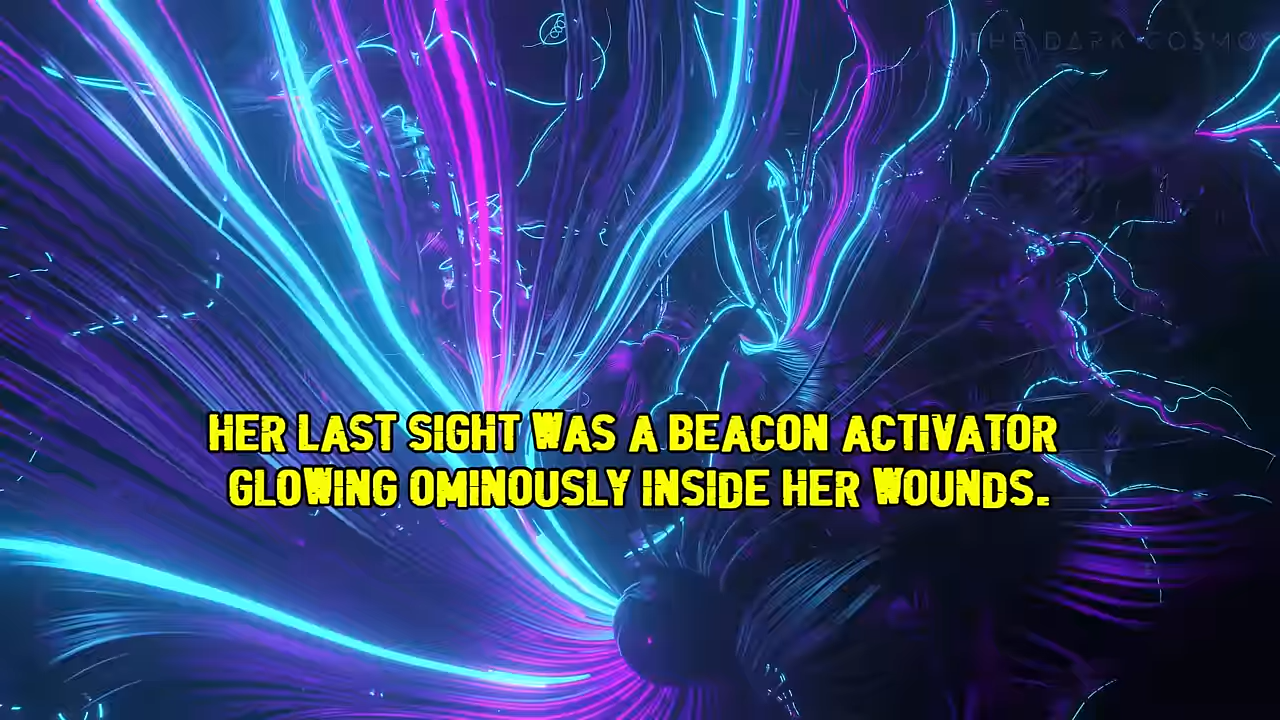 THE DARK COSMOS
HER LAST SIGHT WAS A BEACON ACTIVATOR
GLOWING OMINOUSLY INSIDE HER WOUNDS.